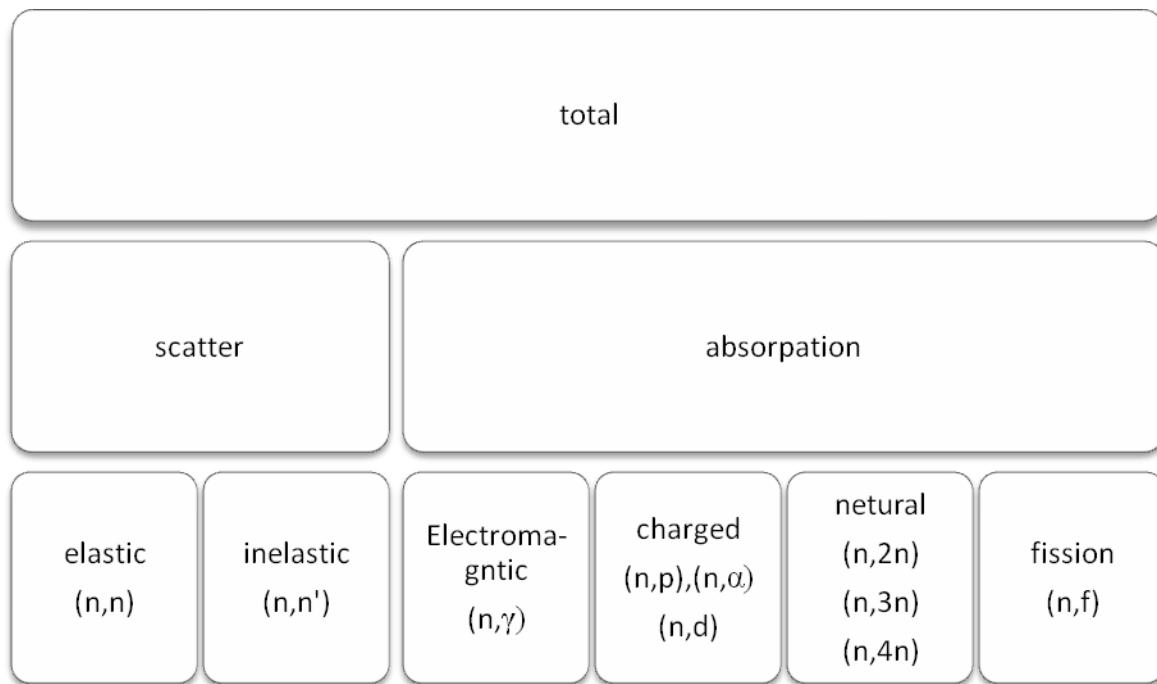 total
scatter
absorpation
elastic
(n,n)
inelastic
(n,n')
Electroma-
gntic
(n,γ)
charged
(n,p),(n,α)
(n,d)
netural
(n,2n)
(n,3n)
(n,4n)
fission
(n,f)